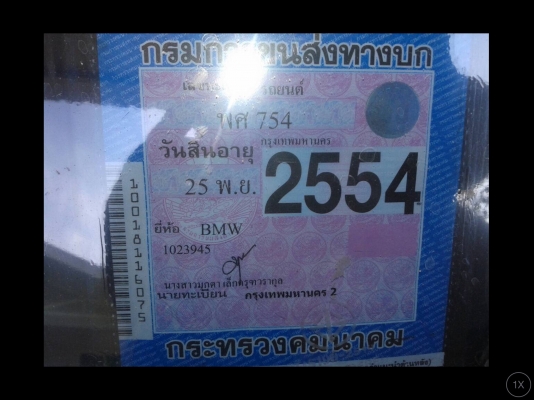 กรมการขนส่งทางบก
พศ 754
กรุงเทพมหานคร
วันสิ้นอายุ
25 พ.ย.
2554
ยี่ห้อ BMW
1023945
10018116075
นายทะเบียน กรุงเทพมหานคร 2
กระทรวงคมนาคม
1X